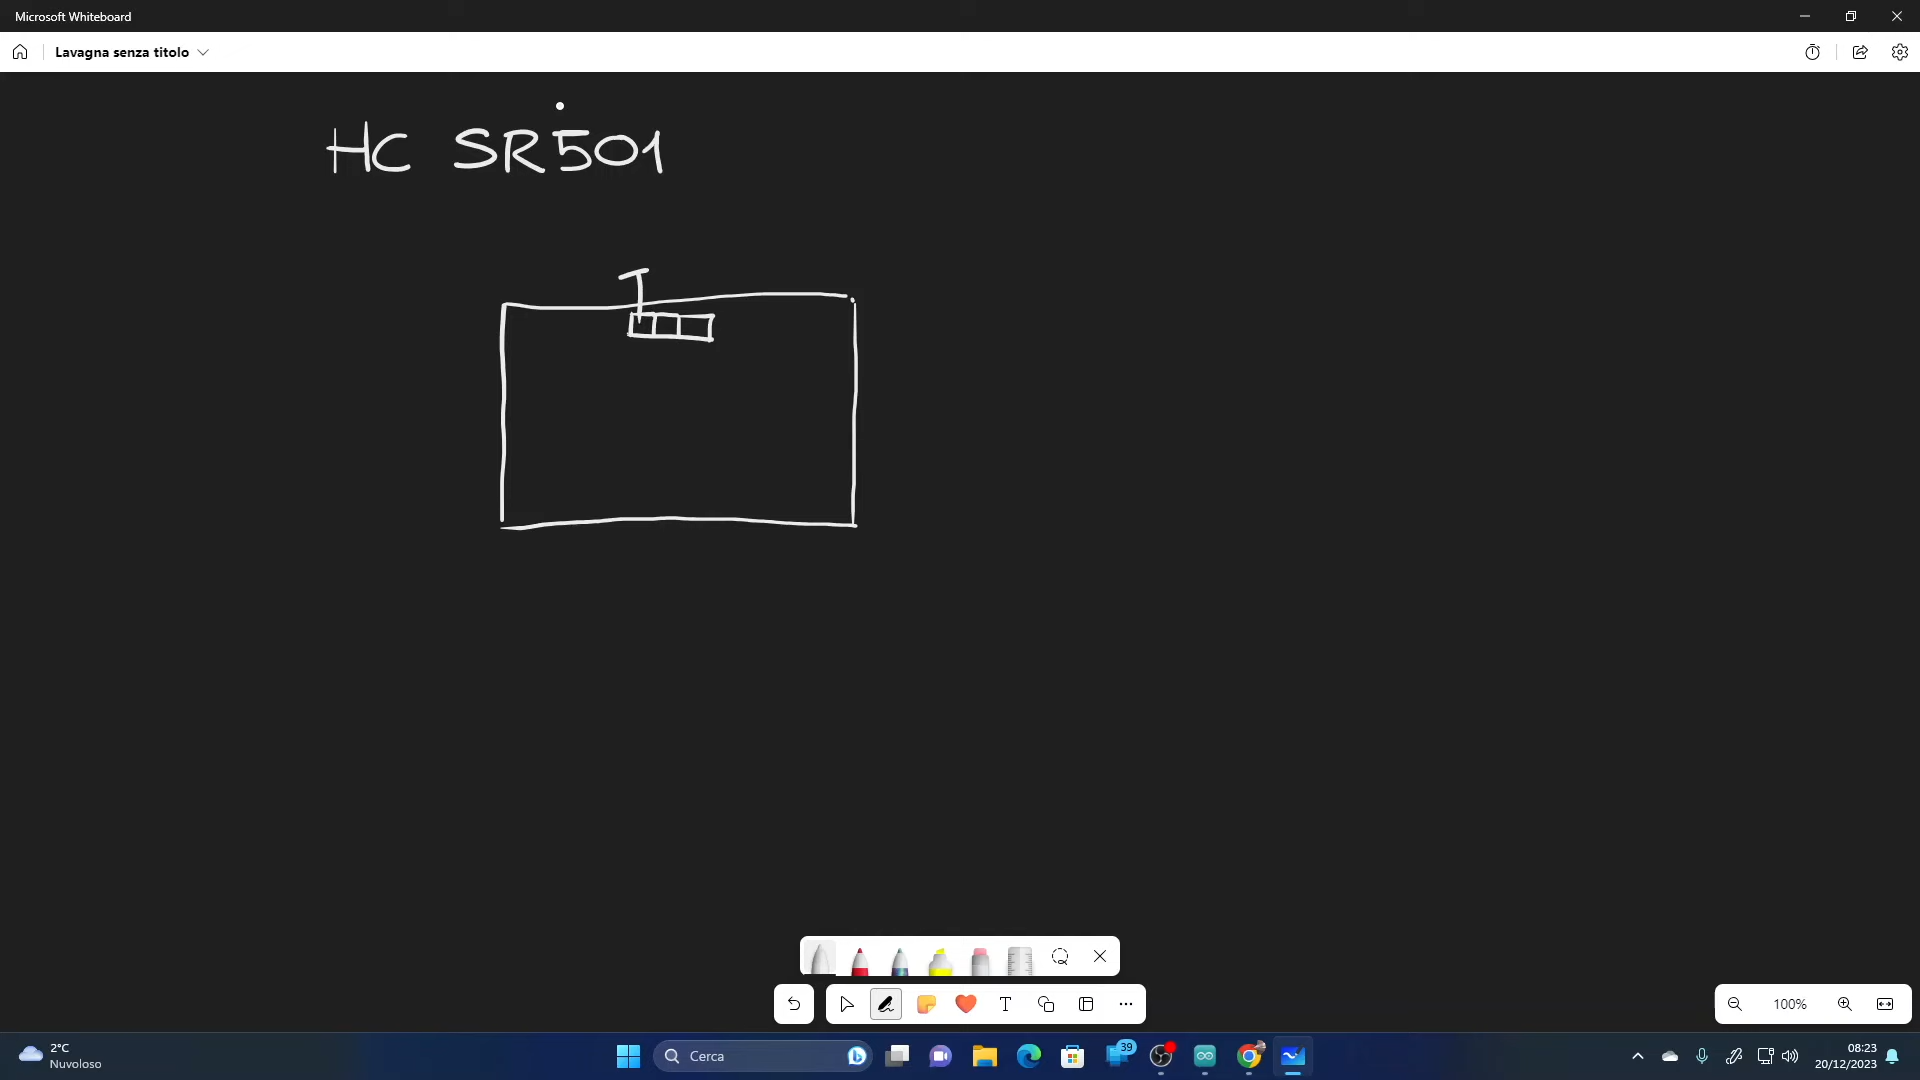 Microsoft Whiteboard
Lavagna senza titolo
HC SR501
T
100%
2°C
Nuvoloso
Cerca
39
08:23
20/12/2023